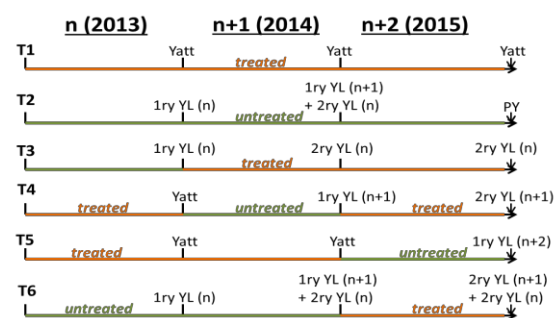 n (2013) n+1 (2014) n+2 (2015)
T1 Yatt Yatt Yatt
treated
1ry YL (n+1)
T2 1ry YL (n) + 2ry YL (n) PY
untreated
T3 1ry YL (n) 2ry YL (n) 2ry YL (n)
treated
T4 Yatt 1ry YL (n+1) 2ry YL (n+1)
treated untreated treated
T5 Yatt Yatt 1ry YL (n+2)
treated untreated
1ry YL (n+1) 2ry YL (n+1)
T6 1ry YL (n) + 2ry YL (n) + 2ry YL (n)
untreated treated